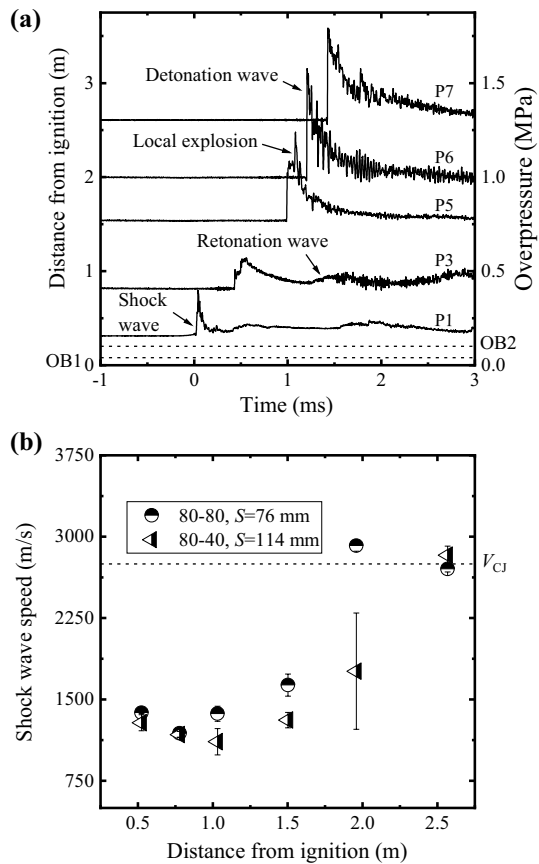 (a)
Distance from ignition (m)
3
2
1
0
Detonation wave
Local explosion
Retonation wave
Shock
wave
P7
P6
P5
P3
P1
OB1
OB2
Overpressure (MPa)
1.5
1.0
0.5
0.0
-1 0 1 2 3
Time (ms)
(b)
Shock wave speed (m/s)
3750
3000
2250
1500
750
80-80, S=76 mm
80-40, S=114 mm
VCJ
0.5 1.0 1.5 2.0 2.5
Distance from ignition (m)